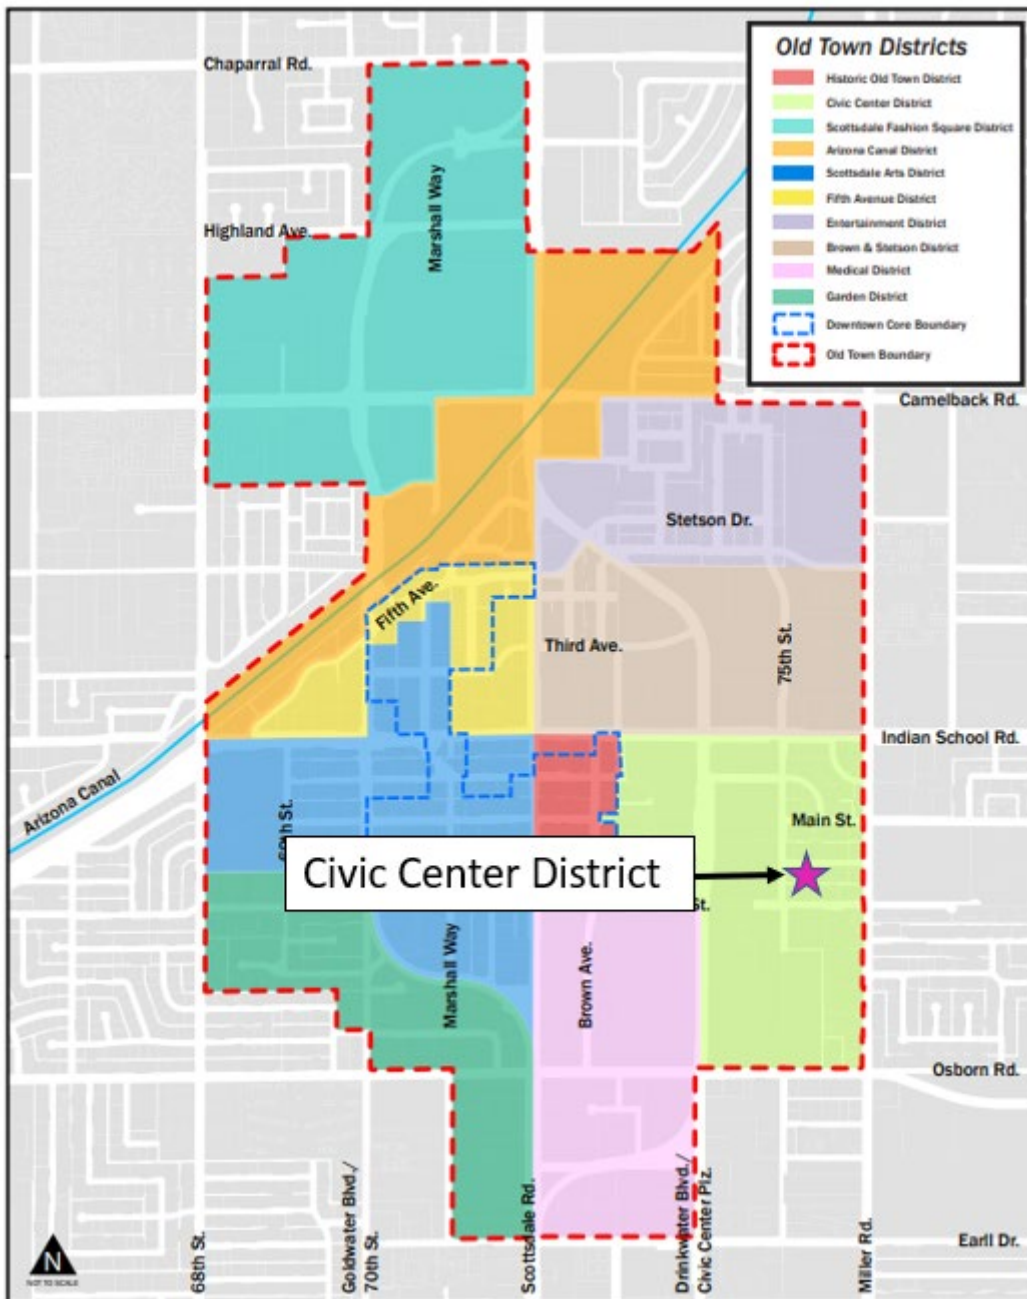 Old Town Districts
Historic Old Town District
Civic Center District
Scottsdale Fashion Square District
Arizona Canal District
Scottsdale Arts District
Fifth Avenue District
Entertainment District
Brown & Stetson District
Medical District
Garden District
Downtown Core Boundary
Old Town Boundary
Chaparral Rd.
Marshall Way
Highland Ave.
Camelback Rd.
Stetson Dr.
Fifth Ave.
Third Ave.
75th St.
Indian School Rd.
Arizona Canal
Main St.
Civic Center District
St.
Marshall Way
Brown Ave.
Osborn Rd.
Earll Dr.
68th St.
Goldwater Blvd./
70th St.
Scottsdale Rd.
Drinkwater Blvd./
Civic Center Plz.
Miller Rd.
N
NOT TO SCALE